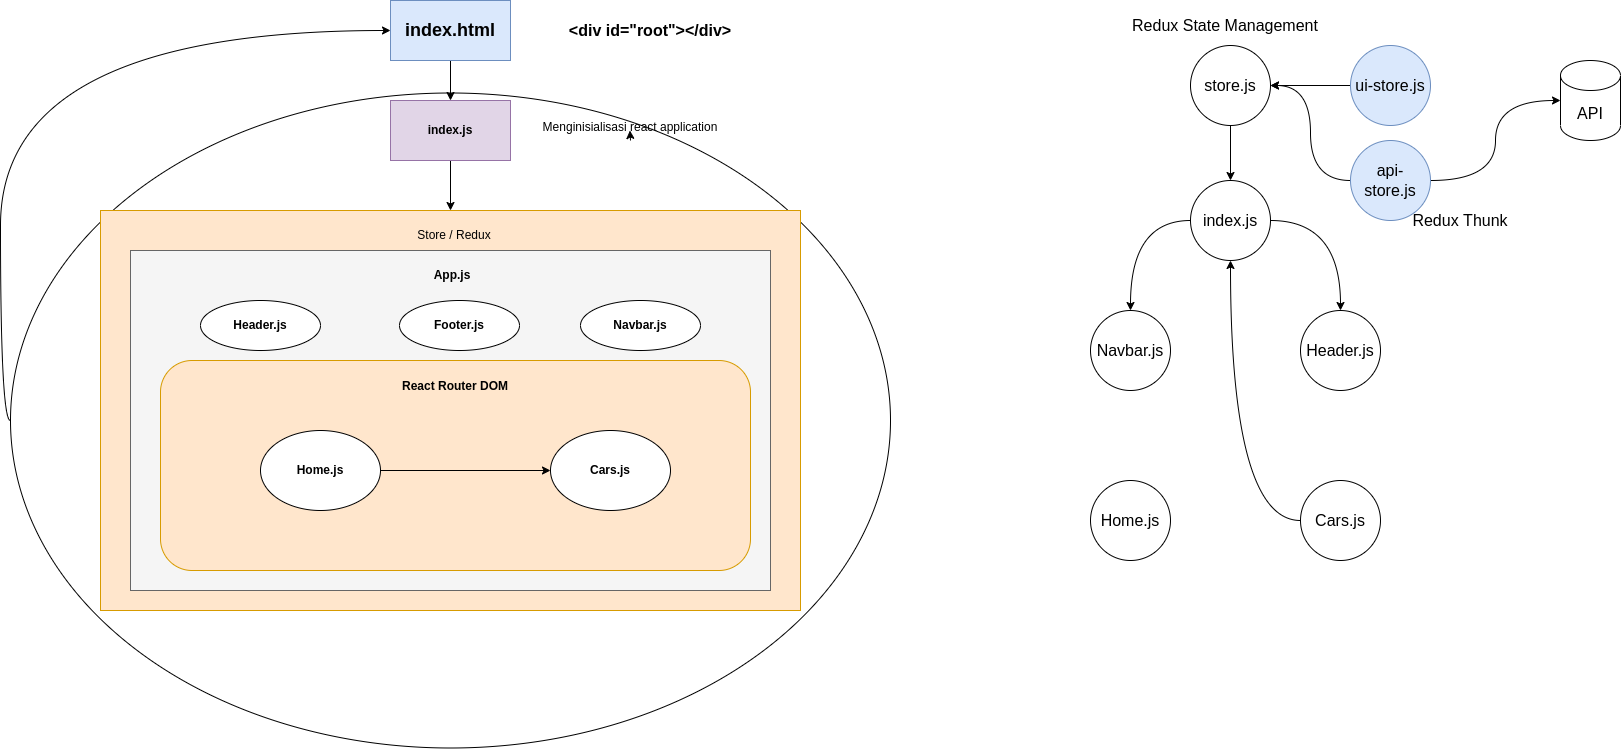 index.html
<div id="root"></div>
index.js
Menginisialisasi react application
Store / Redux
App.js
Header.js
Footer.js
Navbar.js
React Router DOM
Home.js
Cars.js
Redux State Management
store.js
ui-store.js
API
api-
store.js
Redux Thunk
index.js
Navbar.js
Header.js
Home.js
Cars.js